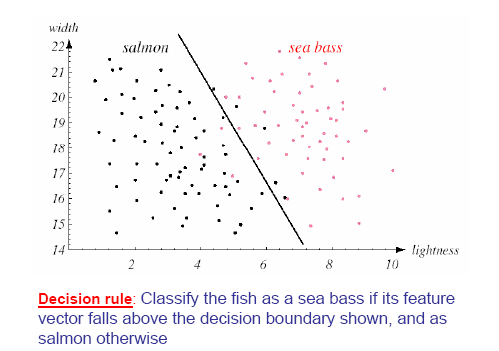 width
salmon
sea bass
22
21
20
19
18
17
16
15
14
2 4 6 8 10
lightness
Decision rule: Classify the fish as a sea bass if its feature
vector falls above the decision boundary shown, and as
salmon otherwise